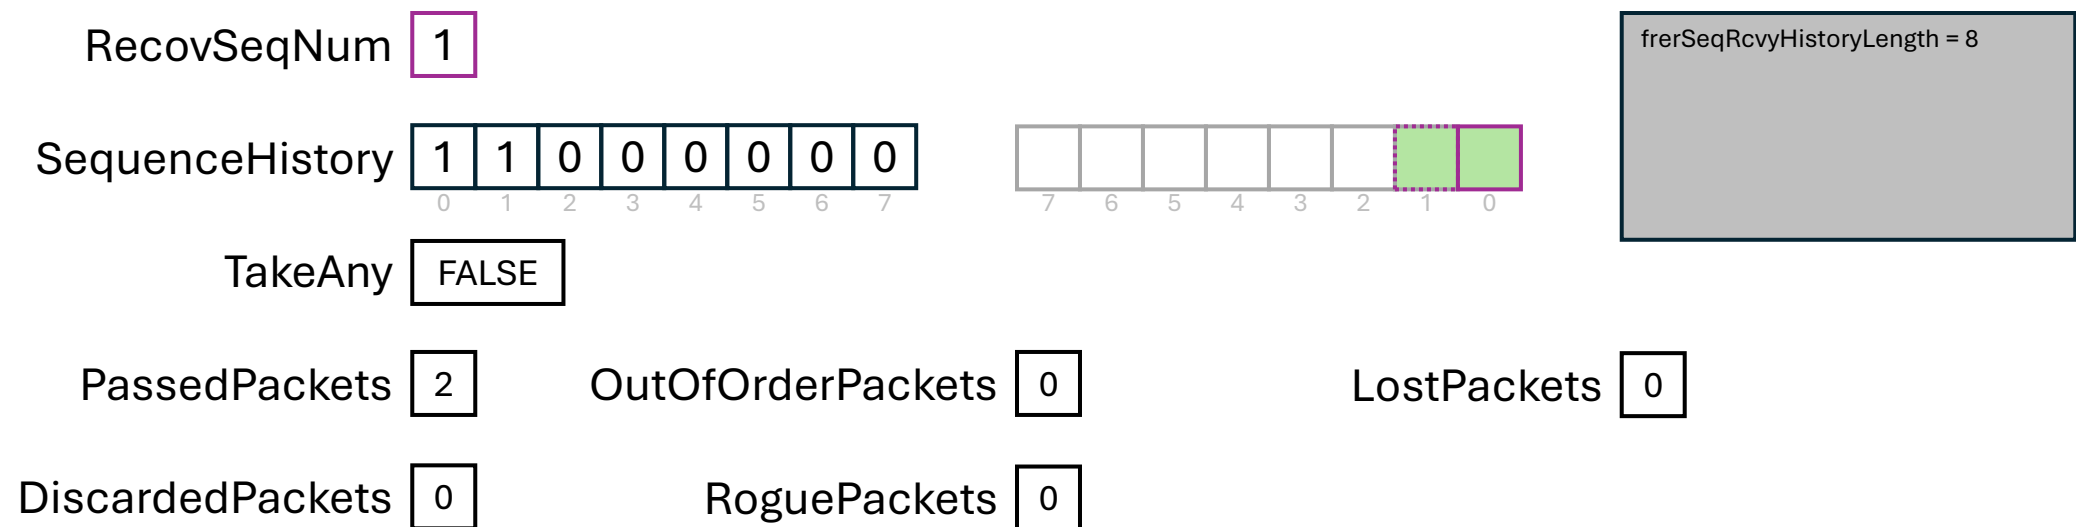 RecovSeqNum 1
frerSeqRcvyHistoryLength = 8
SequenceHistory 1 1 0 0 0 0 0 0
0 1 2 3 4 5 6 7
7 6 5 4 3 2 1 0
TakeAny FALSE
PassedPackets 2
OutOfOrderPackets 0
LostPackets 0
DiscardedPackets 0
RoguePackets 0